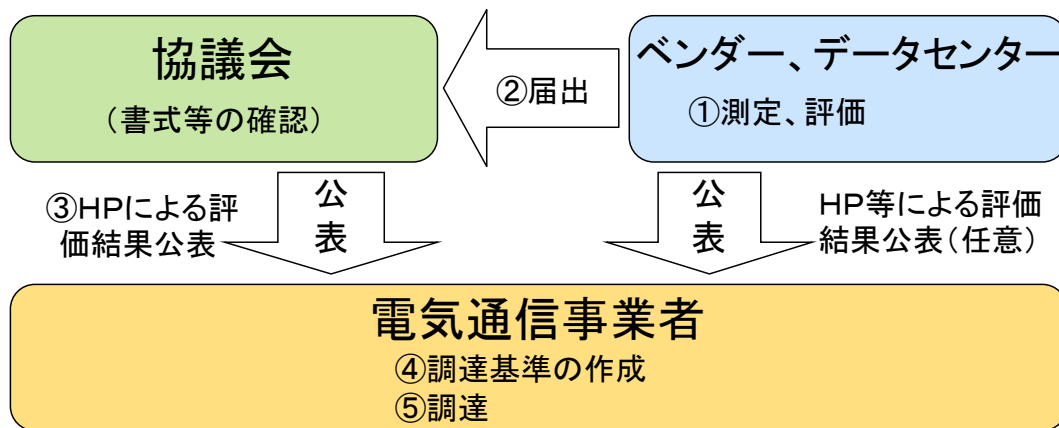 協議会
(書式等の確認)
②届出
ベンダー、データセンター
①測定、評価
③HPによる評
価結果公表
公
表
公
表
HP等による評価
結果公表(任意)
電気通信事業者
④調達基準の作成
⑤調達